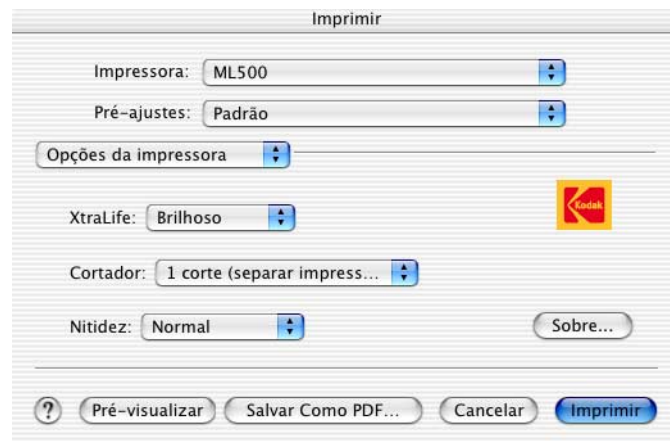 Imprimir
Impressora: ML500
Pré-ajustes: Padrão
Opções da impressora
Kodak
XtraLife: Brilhoso
Cortador: 1 corte (separar impress...
Nitidez: Normal Sobre...
? Pré-visualizar Salvar Como PDF... Cancelar Imprimir